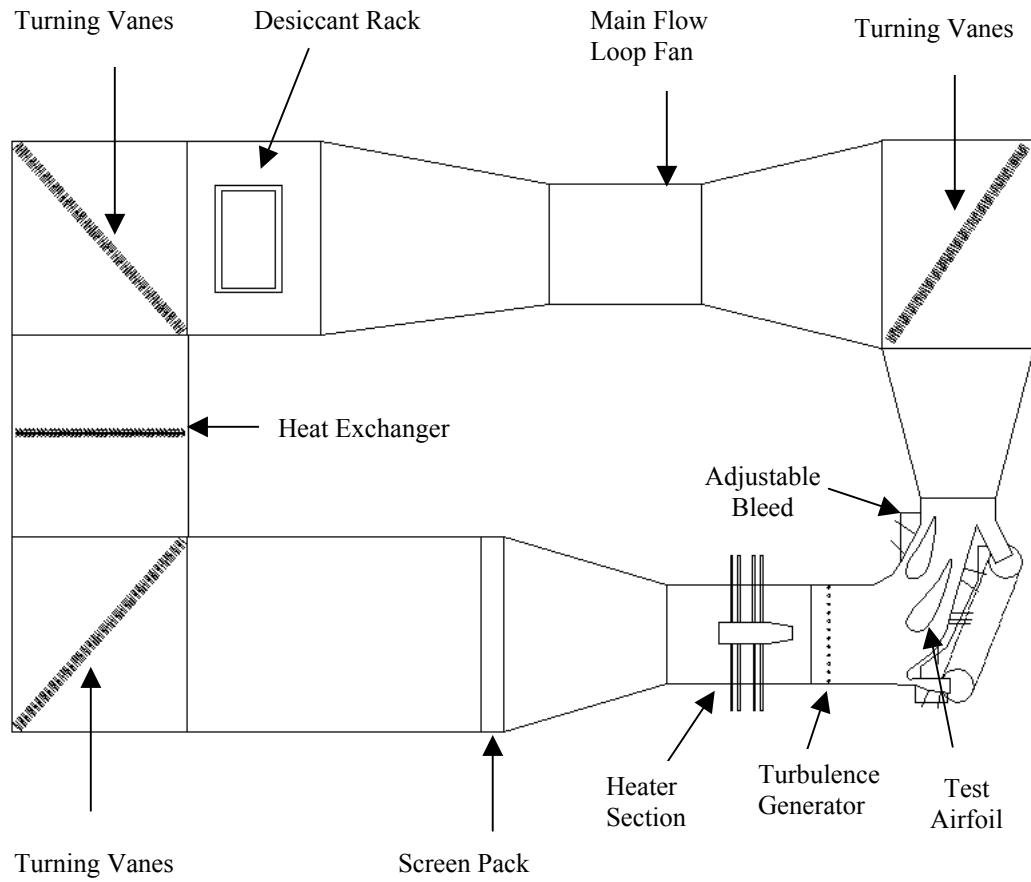 Turning Vanes
Desiccant Rack
Main Flow
Loop Fan
Turning Vanes
Heat Exchanger
Adjustable
Bleed
Heater
Section
Turbulence
Generator
Test
Airfoil
Turning Vanes
Screen Pack